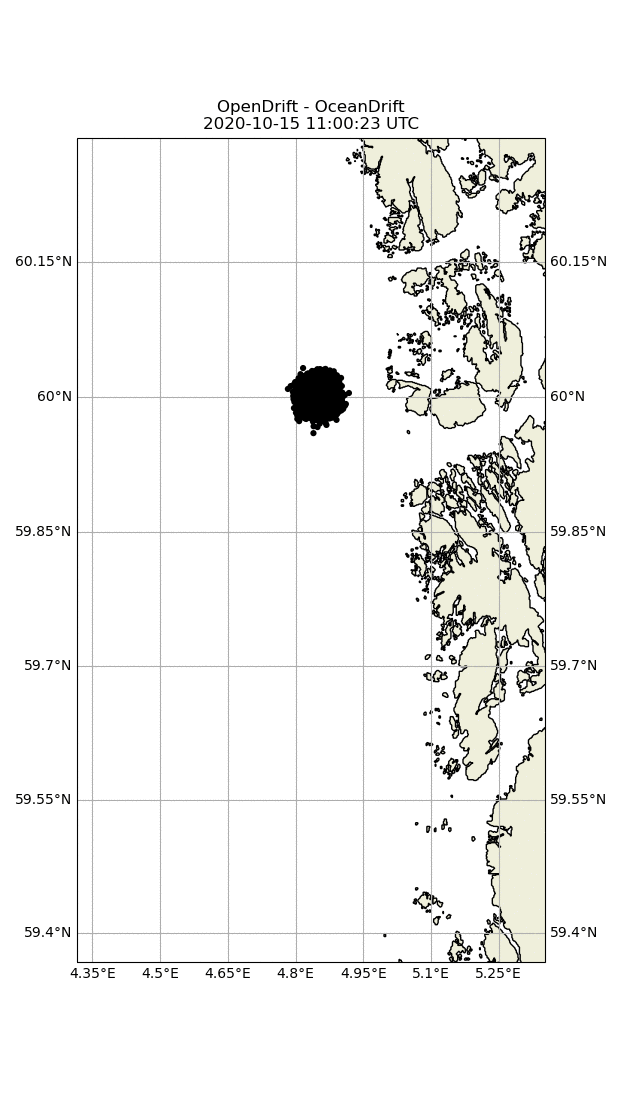 OpenDrift - OceanDrift
2020-10-15 11:00:23 UTC
60.15°N 60.15°N
60°N 60°N
59.85°N 59.85°N
59.7°N 59.7°N
59.55°N 59.55°N
59.4°N 59.4°N
4.35°E 4.5°E 4.65°E 4.8°E 4.95°E 5.1°E 5.25°E